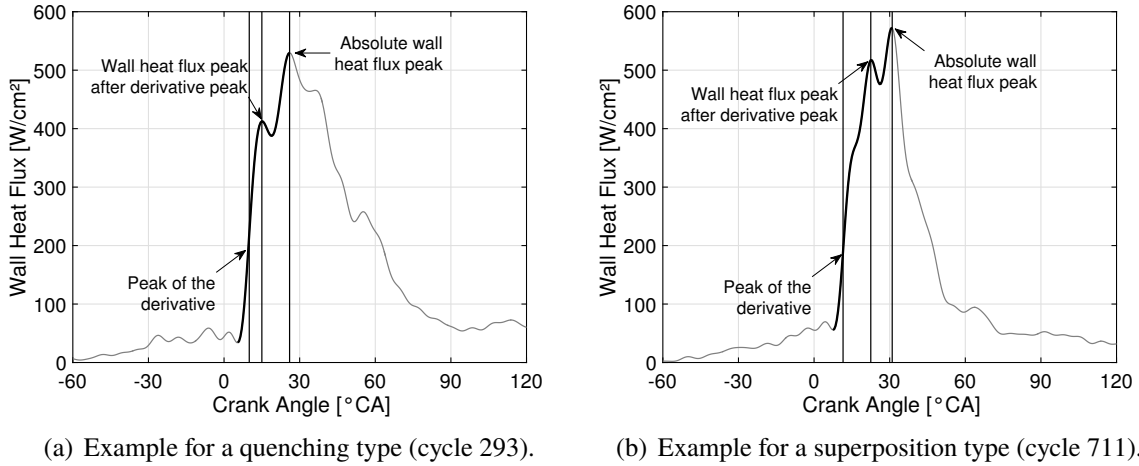 600
500
400
300
200
100
0
-60 -30 0 30 60 90 120
Wall Heat Flux [W/cm²]
Crank Angle [°CA]
Wall heat flux peak
after derivative peak
Absolute wall
heat flux peak
Peak of the
derivative
(a) Example for a quenching type (cycle 293).
600
500
400
300
200
100
0
-60 -30 0 30 60 90 120
Wall Heat Flux [W/cm²]
Crank Angle [°CA]
Wall heat flux peak
after derivative peak
Absolute wall
heat flux peak
Peak of the
derivative
(b) Example for a superposition type (cycle 711).